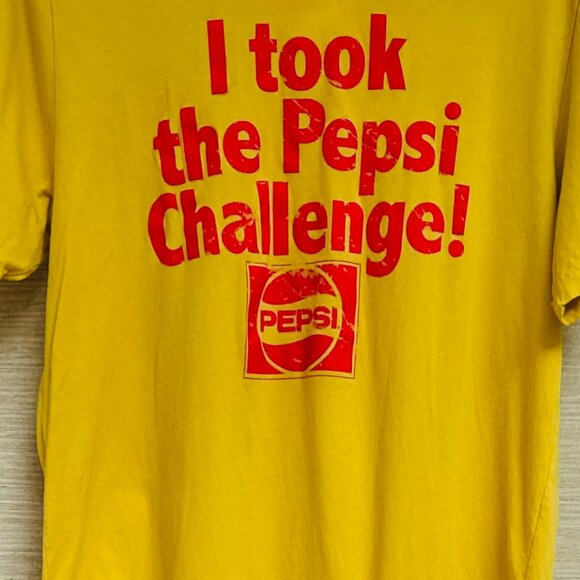 I took
the Pepsi
Challenge!
PEPSI